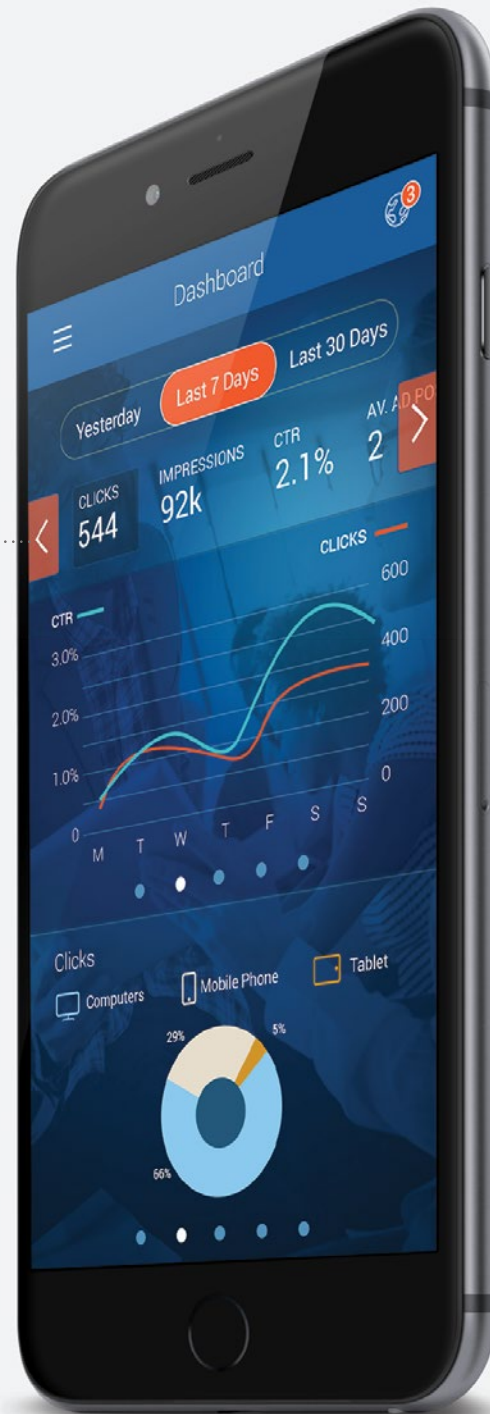 3
Dashboard
Yesterday
Last 7 Days
Last 30 Days
CLICKS
544
IMPRESSIONS
92k
CTR
2.1%
AV. AD
2
CTR
CLICKS
3.0%
2.0%
1.0%
0
600
400
200
0
M T W T F S S
Clicks
Computers
Mobile Phone
Tablet
29%
5%
66%